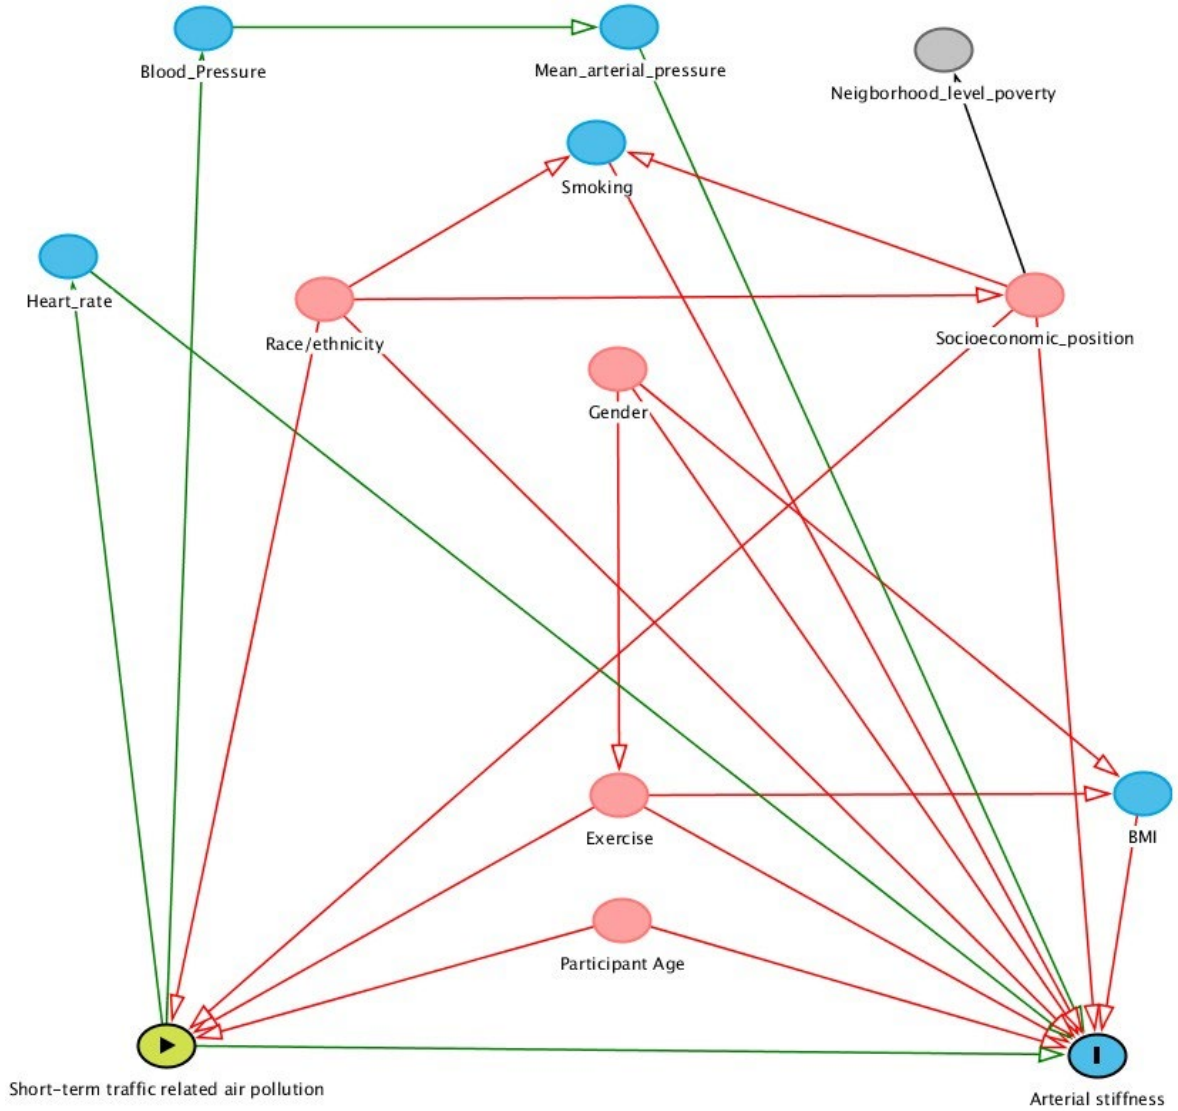 Blood_Pressure
Mean_arterial_pressure
Neigborhood_level_poverty
Smoking
Heart_rate
Race/ethnicity
Socioeconomic_position
Gender
Exercise
BMI
Participant Age
Short-term traffic related air pollution
Arterial stiffness